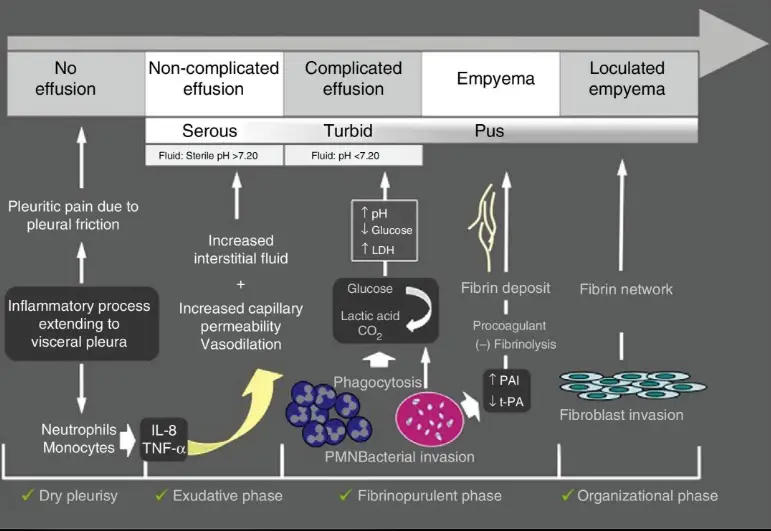 No
effusion
Non-complicated
effusion
Complicated
effusion
Empyema
Loculated
empyema
Serous
Turbid
Pus
Fluid: Sterile pH >7.20
Fluid: pH <7.20
Pleuritic pain due to
pleural friction
Inflammatory process
extending to
visceral pleura
Neutrophils
Monocytes
IL-8
TNF-α
Increased
interstitial fluid
+
Increased capillary
permeability
Vasodilation
↑ pH
↓ Glucose
↑ LDH
Glucose
Lactic acid
CO2
Phagocytosis
PMNBacterial invasion
Fibrin deposit
Procoagulant
(–) Fibrinolysis
↑ PAI
↓ t-PA
Fibrin network
Fibroblast invasion
✓ Dry pleurisy
✓ Exudative phase
✓ Fibrinopurulent phase
✓ Organizational phase